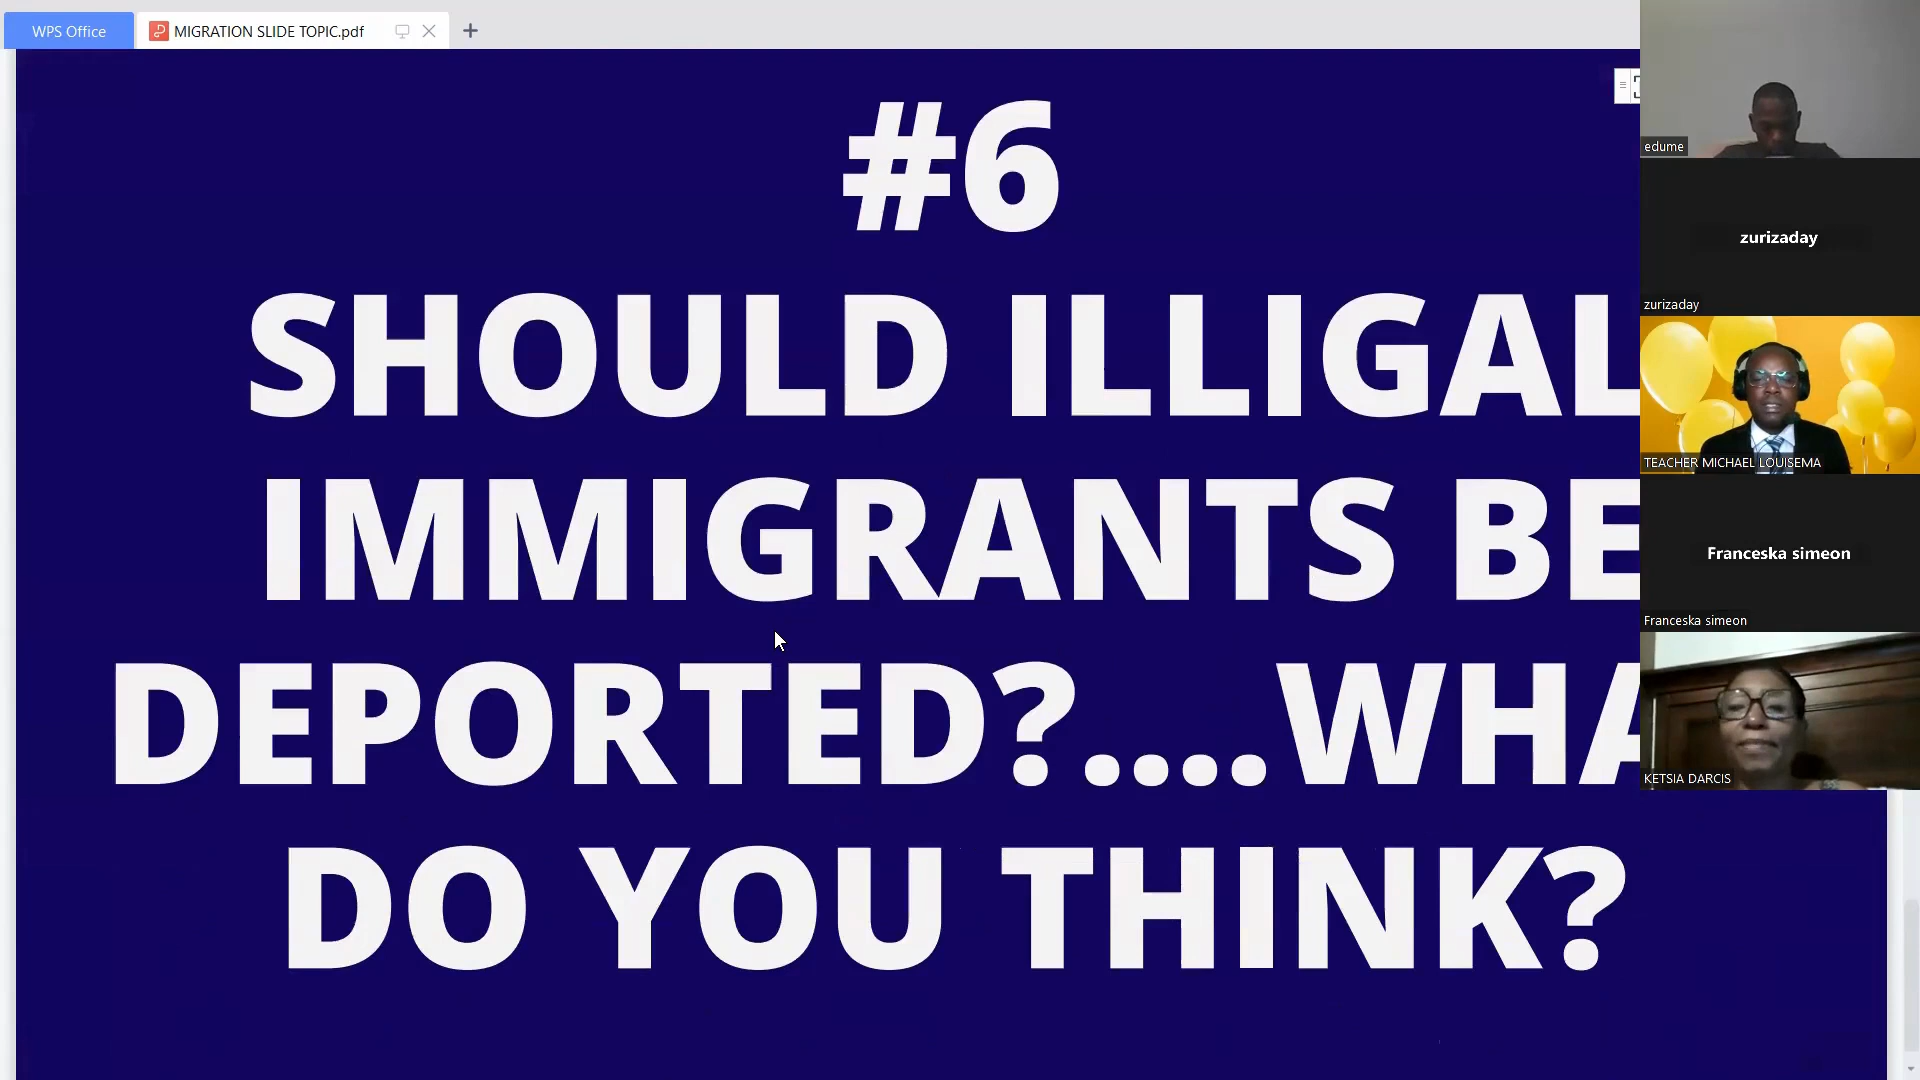 WPS Office
MIGRATION SLIDE TOPIC.pdf
#6
SHOULD ILLIGAL
IMMIGRANTS BE
DEPORTED?....WHA
DO YOU THINK?
edume
zurizaday
zurizaday
TEACHER MICHAEL LOUISEMA
Franceska simeon
Franceska simeon
KETSIA DARCIS